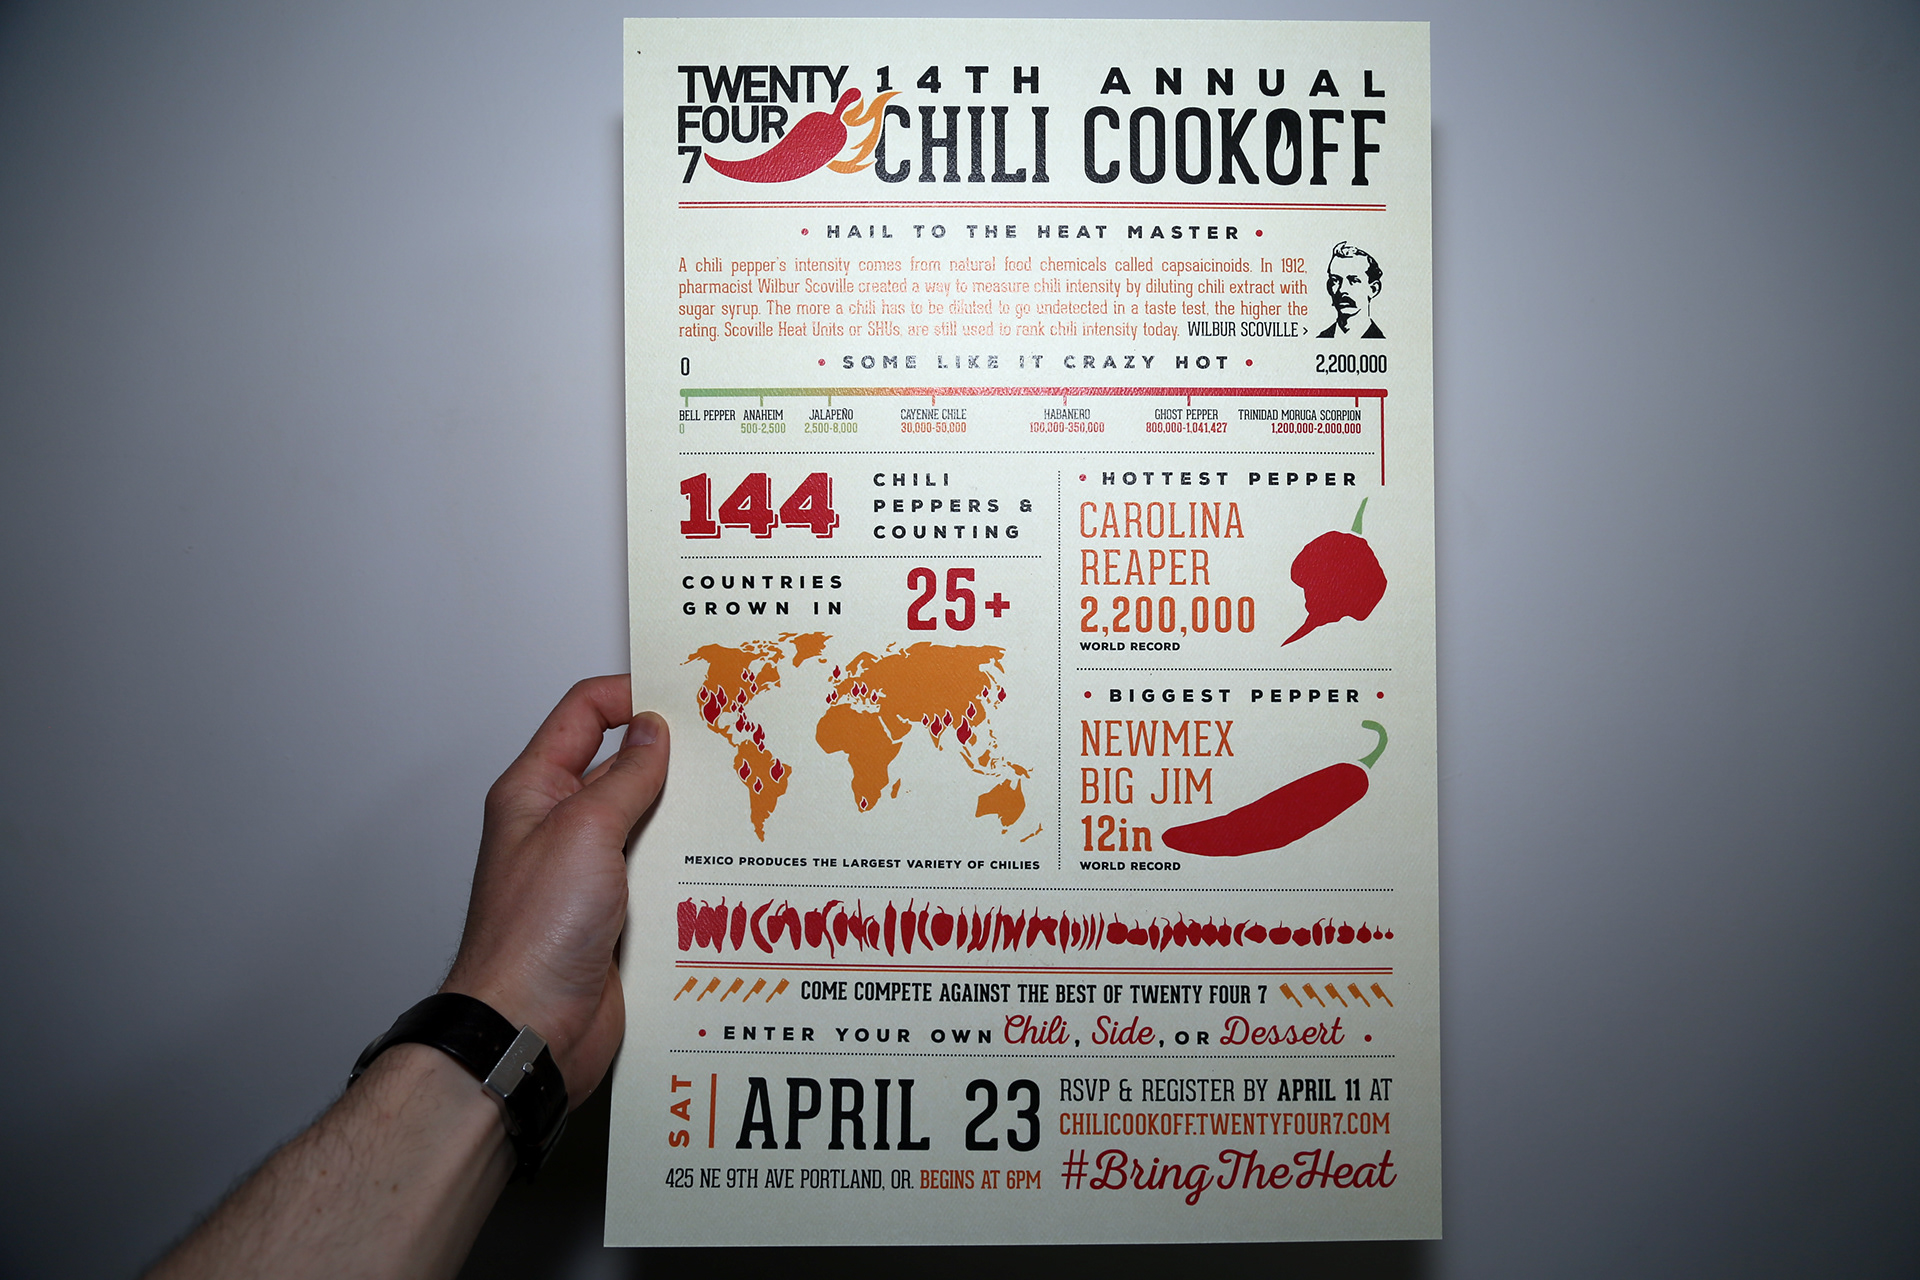 TWENTY
FOUR
7
14TH ANNUAL
CHILI COOKOFF
• HAIL TO THE HEAT MASTER •
A chili pepper's intensity comes from natural food chemicals called capsaicinoids. In 1912,
pharmacist Wilbur Scoville created a way to measure chili intensity by diluting chili extract with
sugar syrup. The more a chili has to be diluted to go undetected in a taste test, the higher the
rating. Scoville Heat Units or SHUs, are still used to rank chili intensity today. WILBUR SCOVILLE >
0 • SOME LIKE IT CRAZY HOT • 2,200,000
BELL PEPPER ANAHEIM JALAPEÑO CAYENNE CHILE HABANERO GHOST PEPPER TRINIDAD MORUGA SCORPION
0 500-2,500 2,500-8,000 30,000-50,000 100,000-350,000 800,000-1,041,427 1,200,000-2,000,000
144
CHILI
PEPPERS &
COUNTING
COUNTRIES
GROWN IN
25+
MEXICO PRODUCES THE LARGEST VARIETY OF CHILIES
• HOTTEST PEPPER
CAROLINA
REAPER
2,200,000
WORLD RECORD
• BIGGEST PEPPER •
NEWMEX
BIG JIM
12in
WORLD RECORD
COME COMPETE AGAINST THE BEST OF TWENTY FOUR 7
• ENTER YOUR OWN Chili, Side, OR Dessert •
SAT
APRIL 23
425 NE 9TH AVE PORTLAND, OR. BEGINS AT 6PM
RSVP & REGISTER BY APRIL 11 AT
CHILICOOKOFF.TWENTYFOUR7.COM
#BringTheHeat